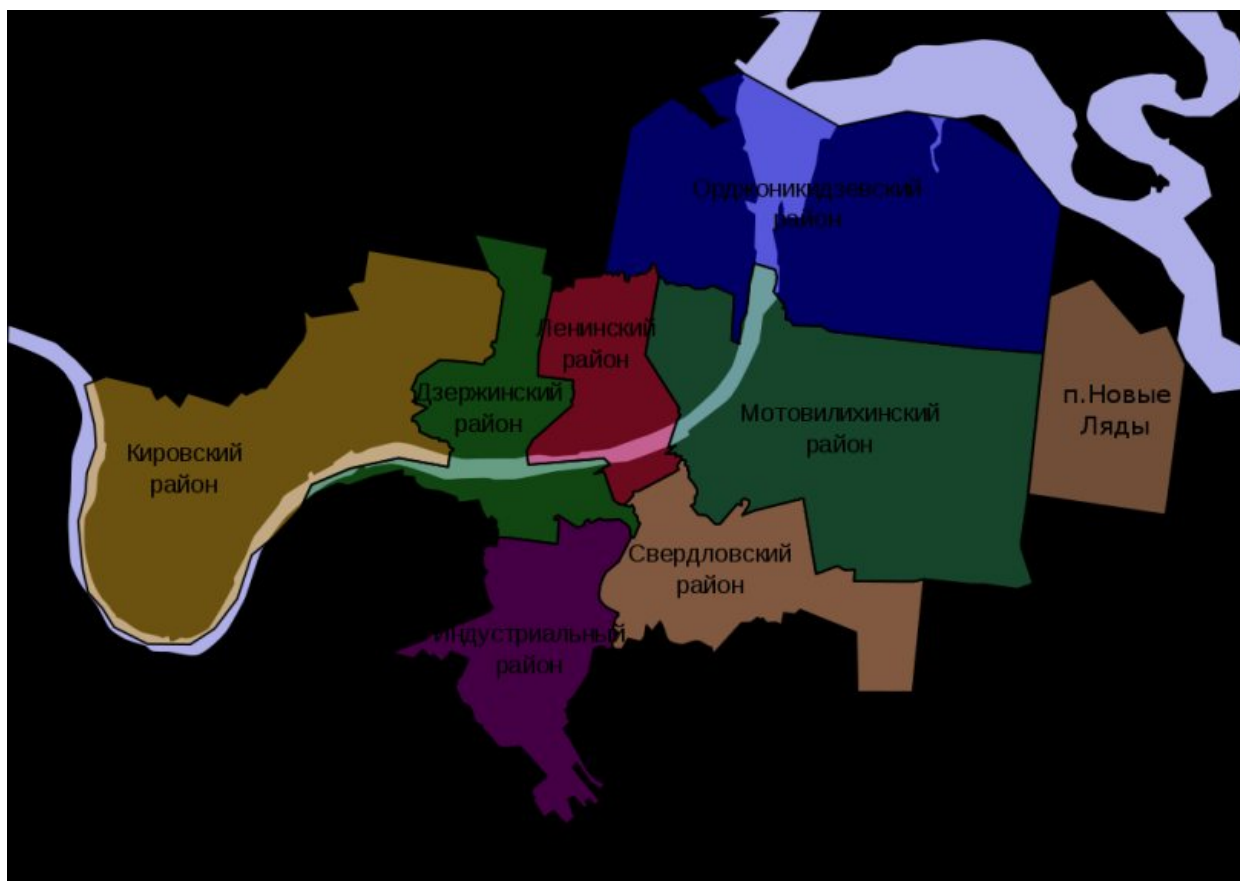 Орджоникидзевский
район
Ленинский
район
Дзержинский
район
Мотовилихинский
район
п.Новые
Ляды
Кировский
район
Свердловский
район
Индустриальный
район